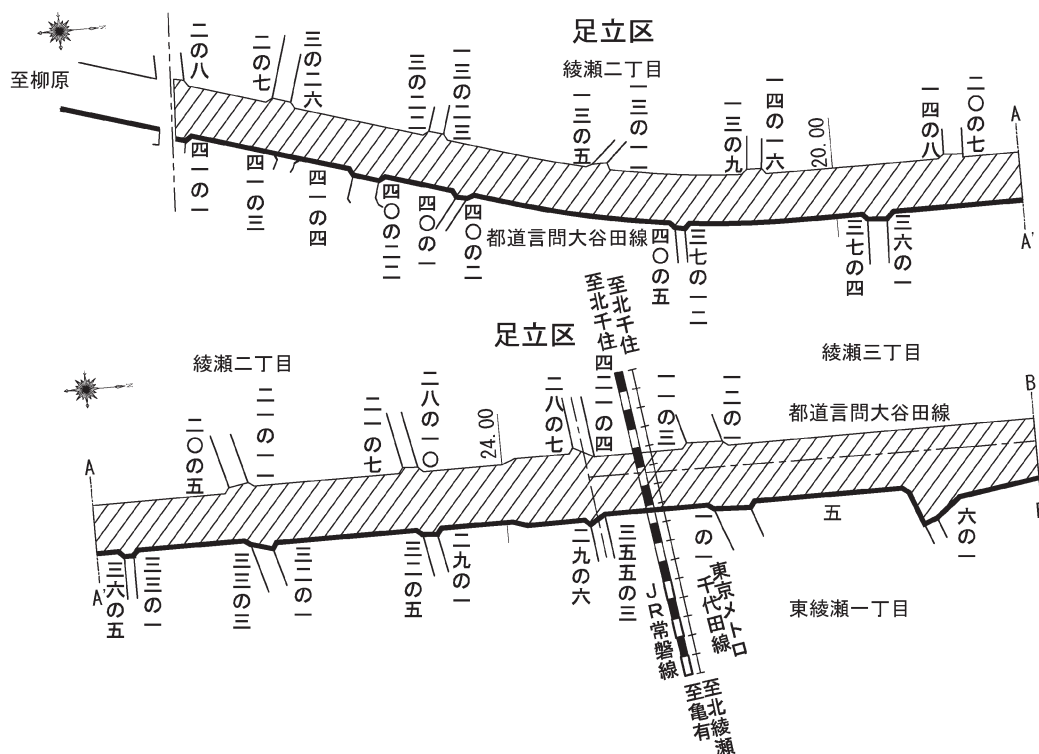 足立区
綾瀬二丁目
至柳原
二の八
二の七
三の二六
三の二二
一三の二三
一三の五
一三の一一
一三の九
一四の一六
20.00
一四の八
二〇の七
A
四一の一
四一の三
四一の四
四〇の二二
四〇の一
四〇の二
都道言問大谷田線
四〇の五
三七の一二
三七の四
三六の一
A'
足立区
綾瀬二丁目
綾瀬三丁目
至北千住
至北千住
A
二〇の五
二一の一一
二一の七
二八の一〇
24.00
二八の七
四二一の四
一一の三
一二の一
都道言問大谷田線
B
A'
三六の五
三三の一
三三の三
三二の一
三二の五
二九の一
二九の六
三五五の三
一の一
五
六の一
JR常磐線
東京メトロ
千代田線
東綾瀬一丁目
至亀有
至北綾瀬